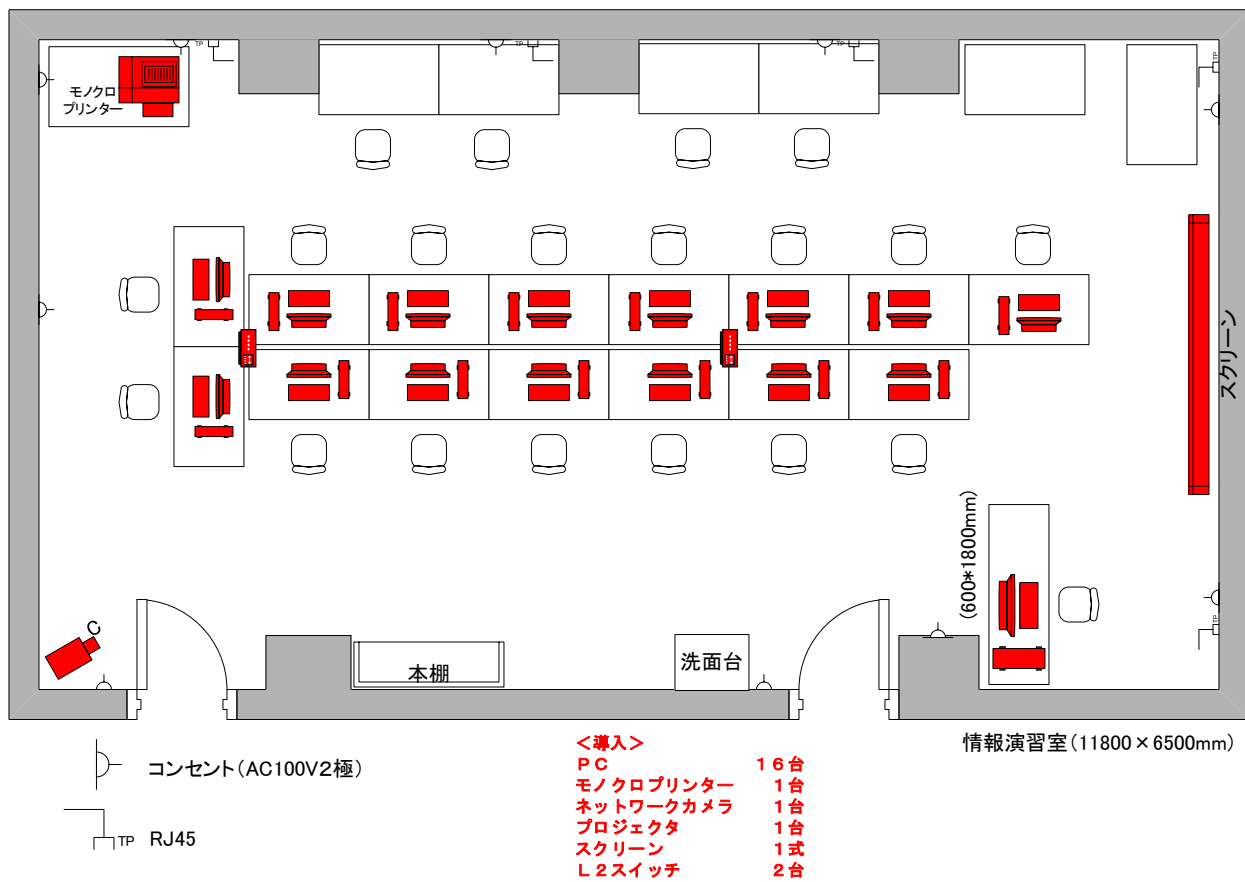 TP
TP
TP
TP
モノクロ
プリンター
スクリーン
(600*1800mm)
C
TP
本棚
洗面台
情報演習室(11800×6500mm)
コンセント(AC100V2極)
TP RJ45
<導入>
PC 16台
モノクロプリンター 1台
ネットワークカメラ 1台
プロジェクタ 1台
スクリーン 1式
L2スイッチ 2台